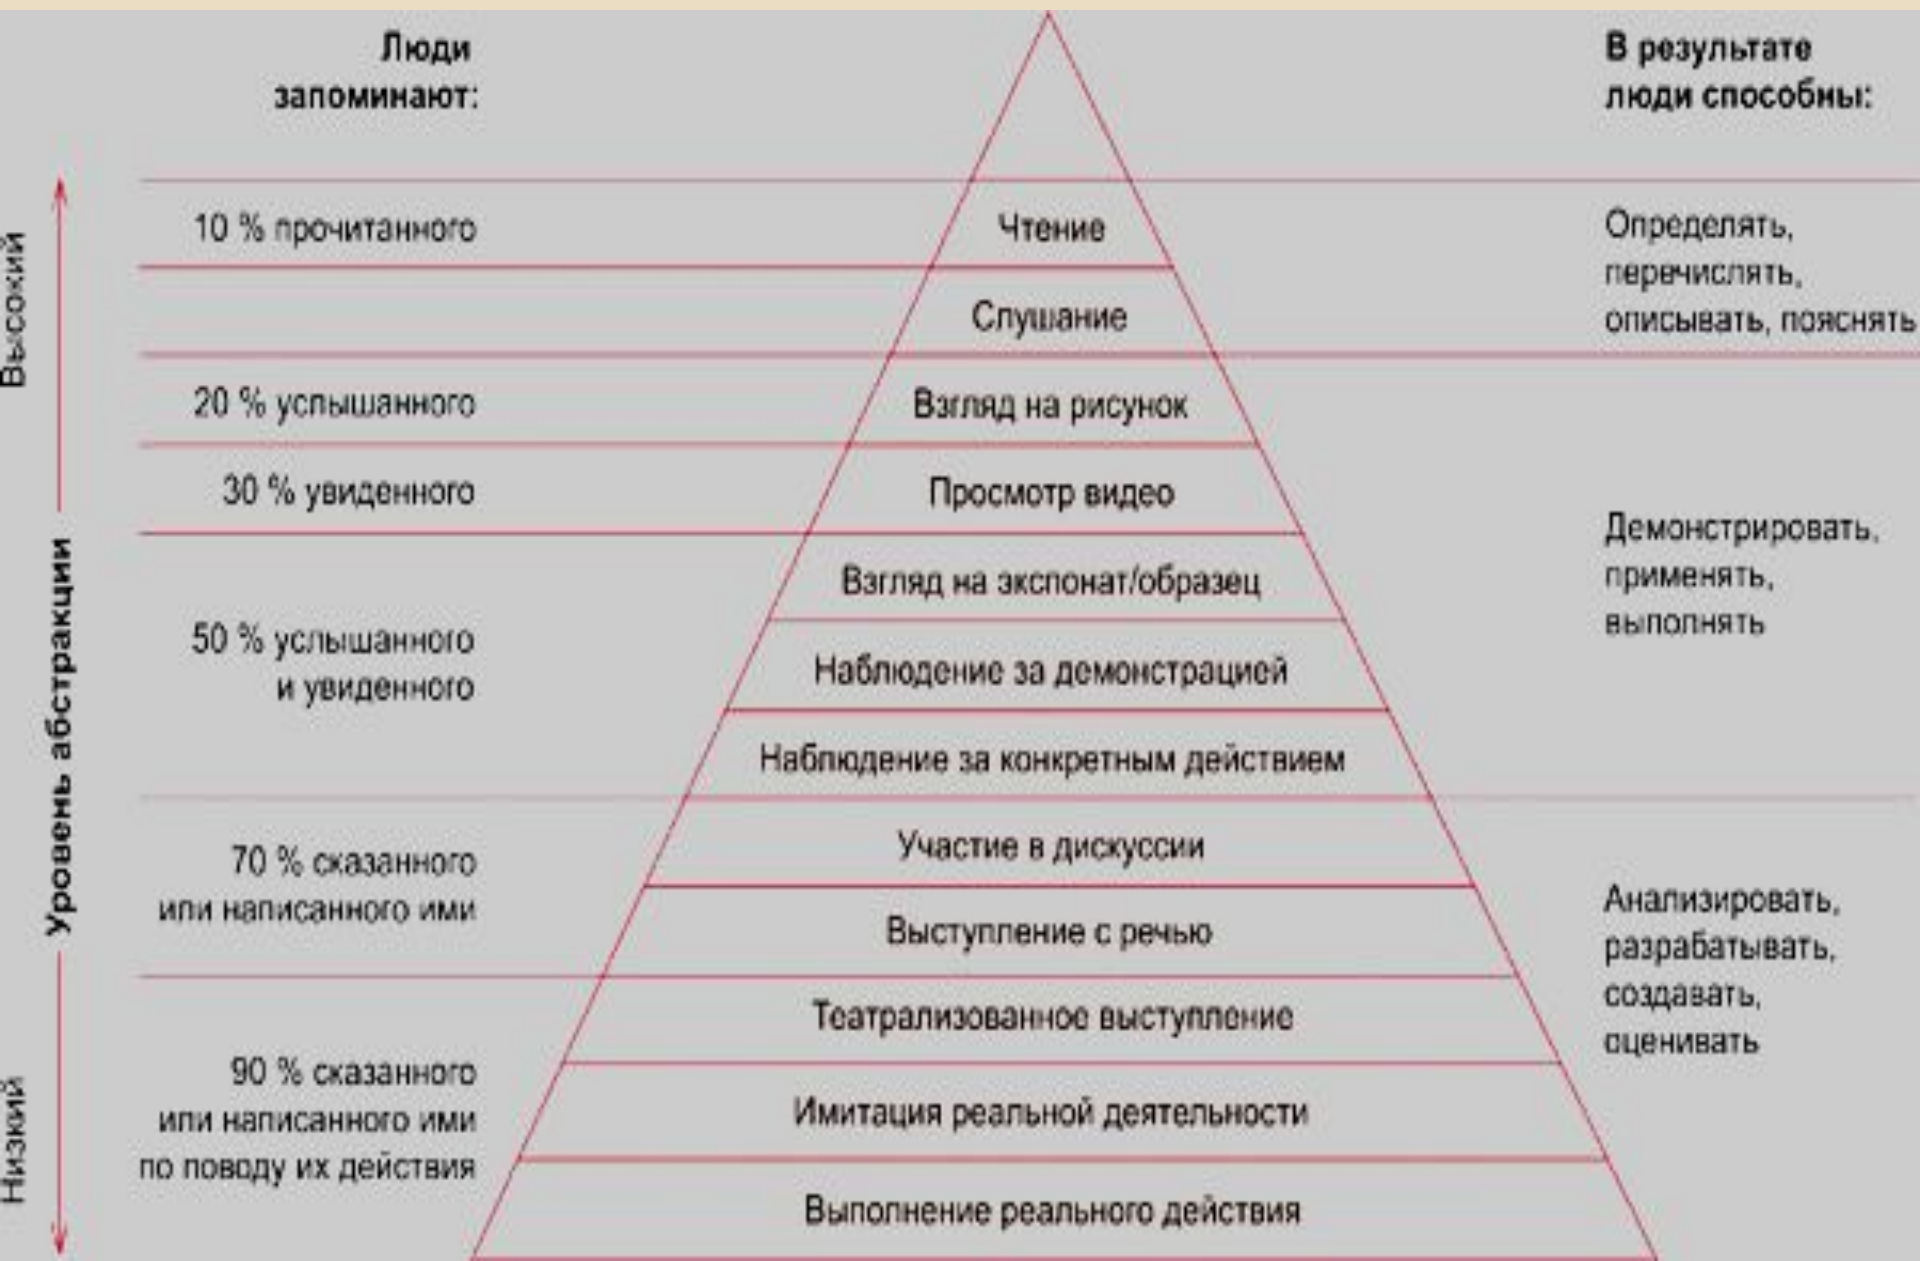 Люди
запоминают:
В результате
люди способны:
Высокий
Уровень абстракции
Низкий
10 % прочитанного
20 % услышанного
30 % увиденного
50 % услышанного
и увиденного
70 % сказанного
или написанного ими
90 % сказанного
или написанного ими
по поводу их действия
Чтение
Слушание
Взгляд на рисунок
Просмотр видео
Взгляд на экспонат/образец
Наблюдение за демонстрацией
Наблюдение за конкретным действием
Участие в дискуссии
Выступление с речью
Театрализованное выступление
Имитация реальной деятельности
Выполнение реального действия
Определять,
перечислять,
описывать, пояснять
Демонстрировать,
применять,
выполнять
Анализировать,
разрабатывать,
создавать,
оценивать